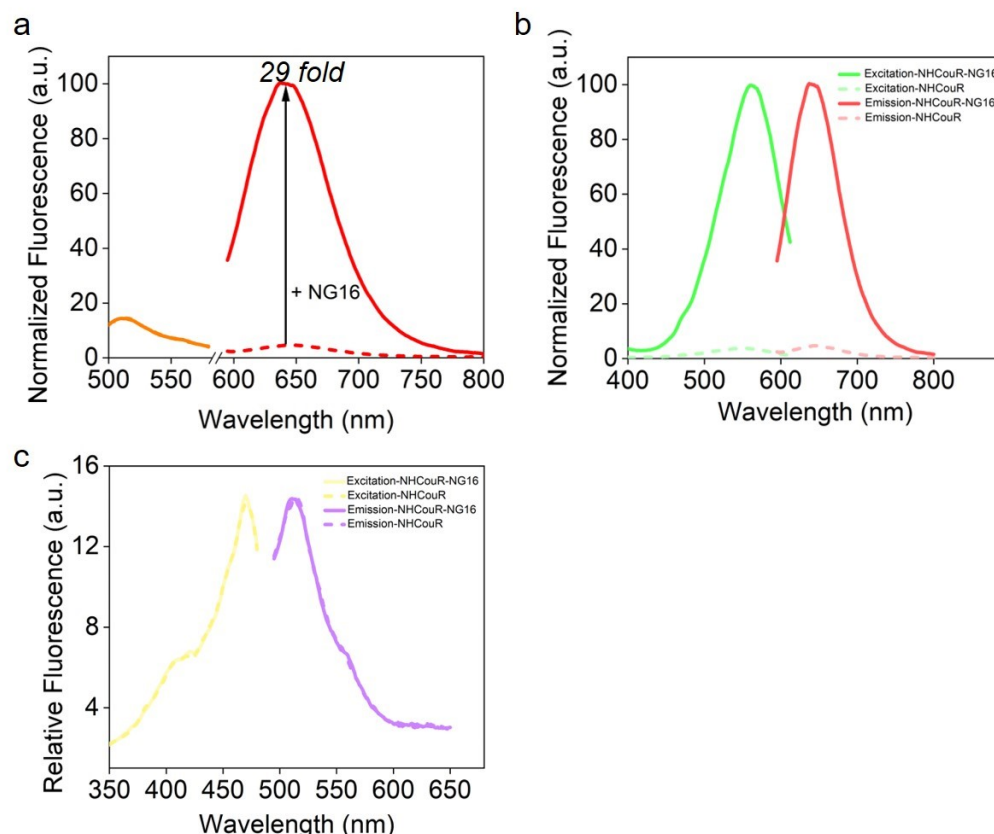 a
29 fold
Normalized Fluorescence (a.u.)
100
80
60
40
20
0
+ NG16
500
550
600
650
700
750
800
Wavelength (nm)
b
Normalized Fluorescence (a.u.)
100
80
60
40
20
0
Excitation-NHCouR-NG16
Excitation-NHCouR
Emission-NHCouR-NG16
Emission-NHCouR
400
500
600
700
800
Wavelength (nm)
c
Relative Fluorescence (a.u.)
16
12
8
4
Excitation-NHCouR-NG16
Excitation-NHCouR
Emission-NHCouR-NG16
Emission-NHCouR
350
400
450
500
550
600
650
Wavelength (nm)